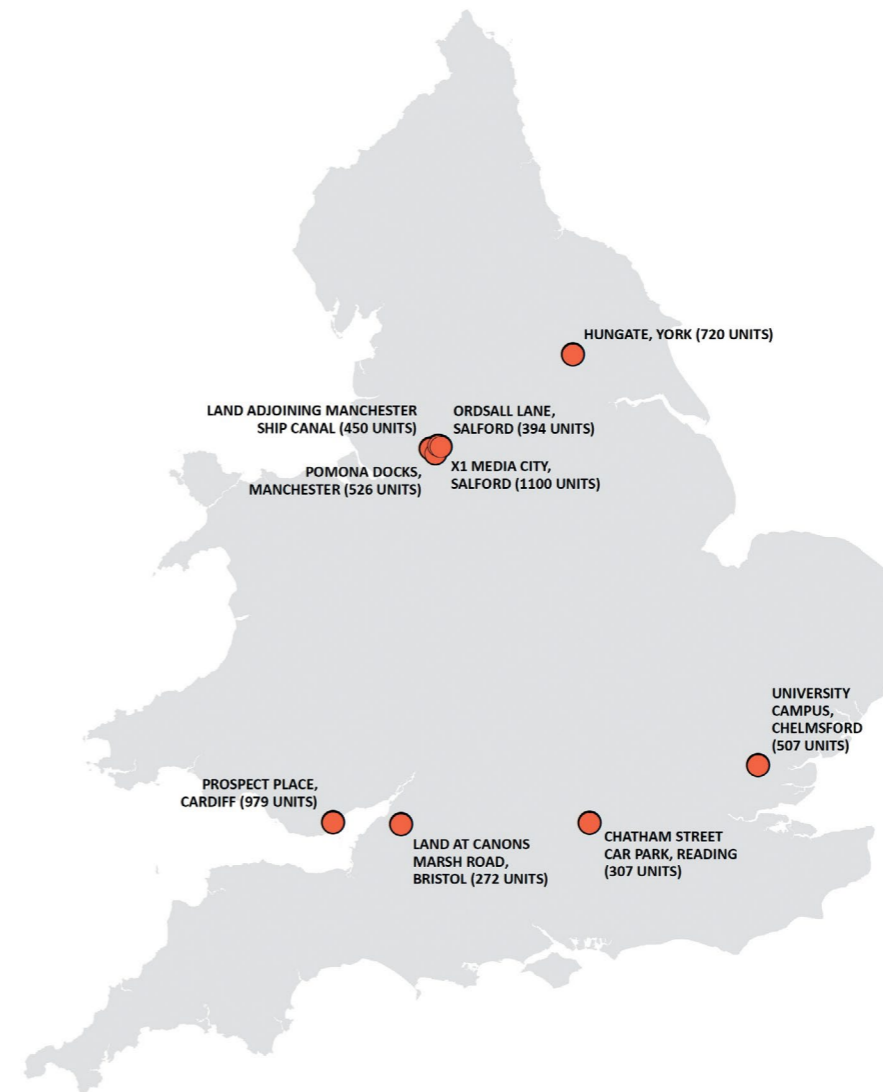 HUNGATE, YORK (720 UNITS)
LAND ADJOINING MANCHESTER
SHIP CANAL (450 UNITS)
ORDSALL LANE,
SALFORD (394 UNITS)
POMONA DOCKS,
MANCHESTER (526 UNITS)
X1 MEDIA CITY,
SALFORD (1100 UNITS)
UNIVERSITY
CAMPUS,
CHELMSFORD
(507 UNITS)
PROSPECT PLACE,
CARDIFF (979 UNITS)
LAND AT CANONS
MARSH ROAD,
BRISTOL (272 UNITS)
CHATHAM STREET
CAR PARK, READING
(307 UNITS)